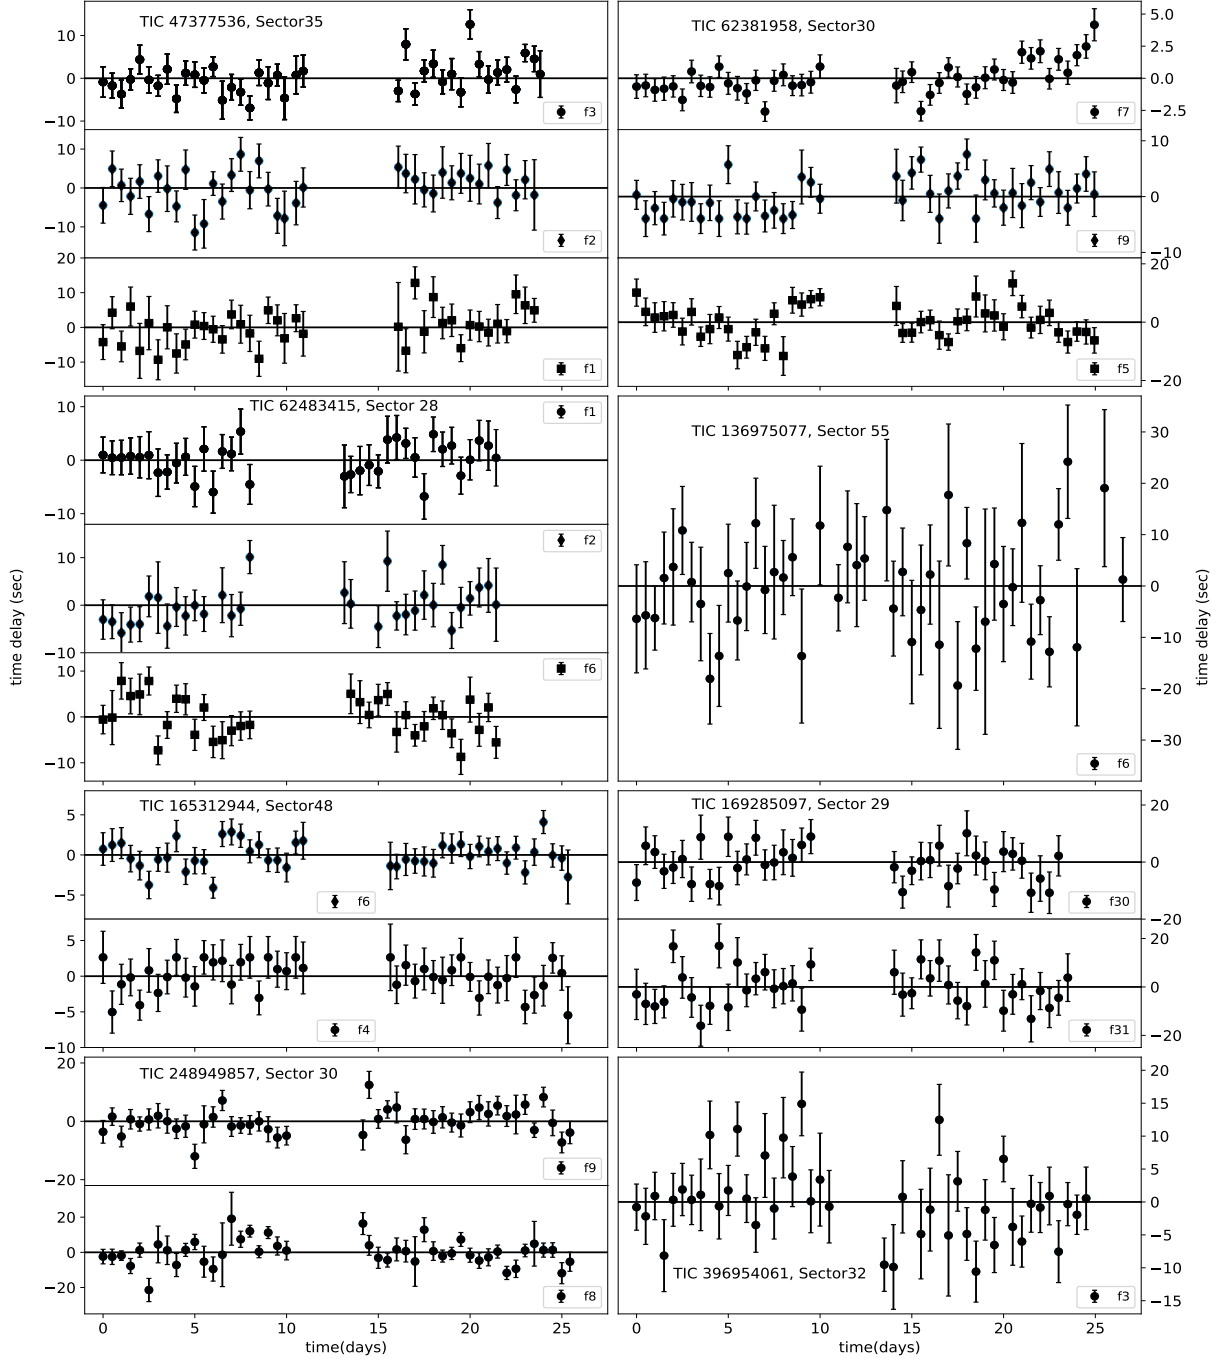 TIC 47377536, Sector35
10
0
−10
f3
10
0
−10
f2
20
10
0
−10
f1
TIC 62381958, Sector30
5.0
2.5
0.0
−2.5
f7
10
0
−10
f9
20
0
−20
f5
TIC 62483415, Sector 28
10
0
−10
f1
10
0
−10
f2
10
0
−10
f6
time delay (sec)
TIC 136975077, Sector 55
30
20
10
0
−10
−20
−30
f6
time delay (sec)
TIC 165312944, Sector48
5
0
−5
f6
5
0
−5
−10
f4
TIC 169285097, Sector 29
20
0
−20
f30
20
0
−20
f31
TIC 248949857, Sector 30
20
0
−20
f9
20
0
−20
f8
0 5 10 15 20 25
time(days)
20
15
10
5
0
−5
−10
−15
TIC 396954061, Sector32
f3
0 5 10 15 20 25
time(days)